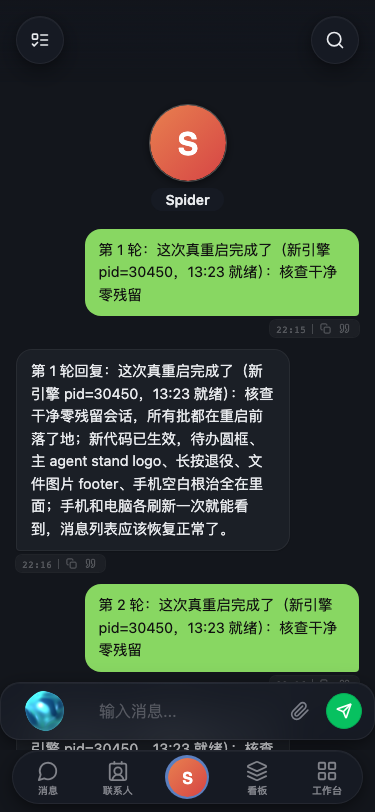 S
Spider
第 1 轮：这次真重启完成了（新引擎
pid=30450，13:23 就绪）：核查干净
零残留
22:15
第 1 轮回复：这次真重启完成了（新
引擎 pid=30450，13:23 就绪）：核查
干净零残留会话，所有批都在重启前
落了地；新代码已生效，待办圆框、
主 agent stand logo、长按退役、文
件图片 footer、手机空白根治全在里
面；手机和电脑各刷新一次就能看
到，消息列表应该恢复正常了。
22:16
第 2 轮：这次真重启完成了（新引擎
pid=30450，13:23 就绪）：核查干净
零残留
输入消息...
引擎 pid=30450，13:23 就绪）：核查
消息
联系人
S
看板
工作台